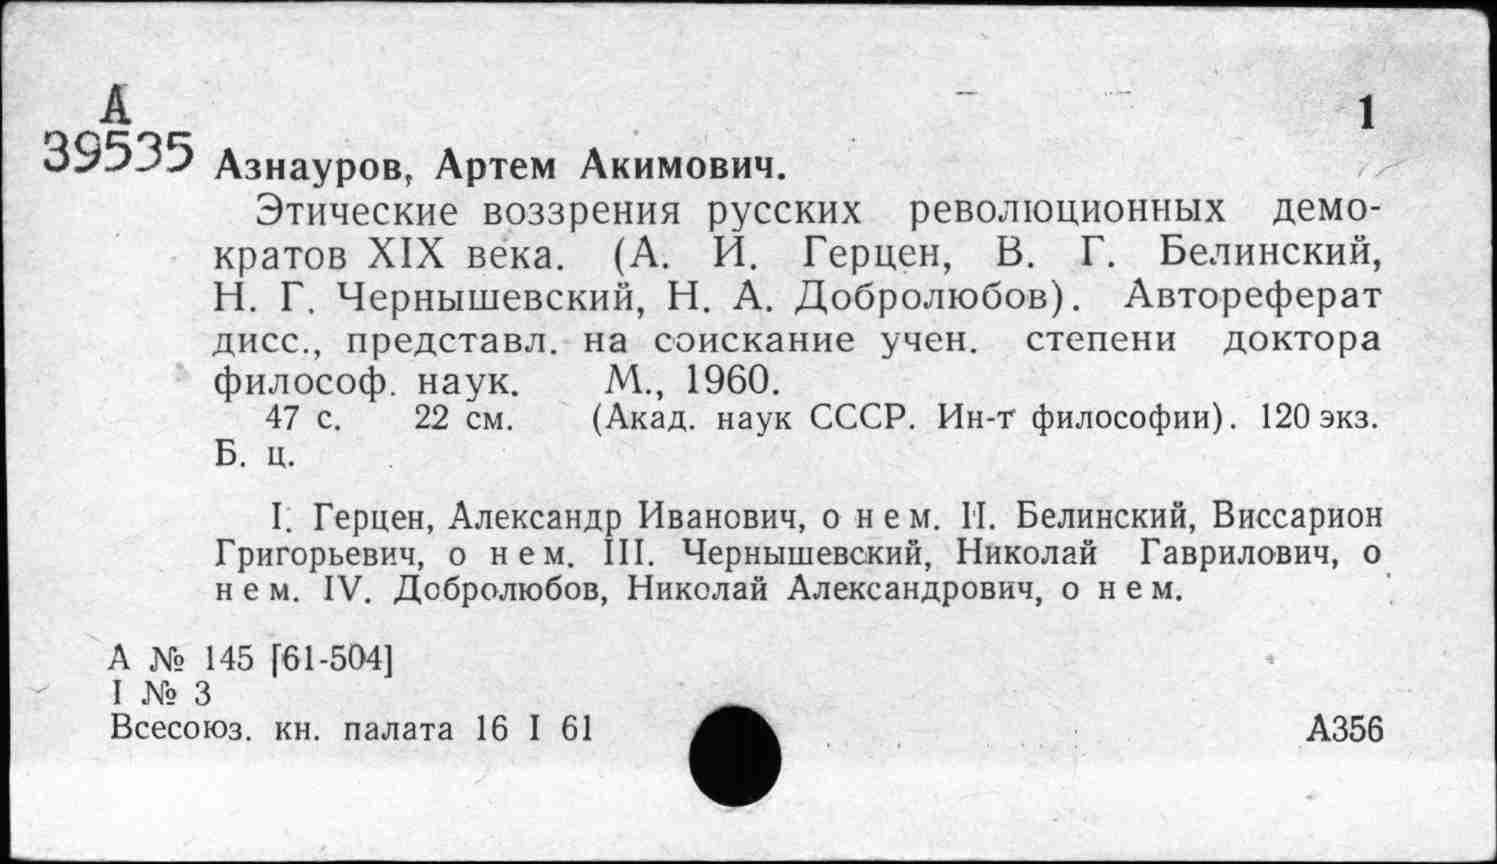 А
1
39535
Азнауров, Артем Акимович.
Этические воззрения русских революционных демо-
кратов XIX века. (А. И. Герцен, В. Г. Белинский,
Н. Г. Чернышевский, Н. А. Добролюбов). Автореферат
дисс., представл. на соискание учен. степени доктора
философ. наук. М., 1960.
47 с. 22 см. (Акад. наук СССР. Ин-т философии). 120 экз.
Б. ц.
I. Герцен, Александр Иванович, о нем. II. Белинский, Виссарион
Григорьевич, о нем. III. Чернышевский, Николай Гаврилович, о
нем. IV. Добролюбов, Николай Александрович, о нем.
А № 145 [61-504]
I № 3
Всесоюз. кн. палата 16 I 61
А356